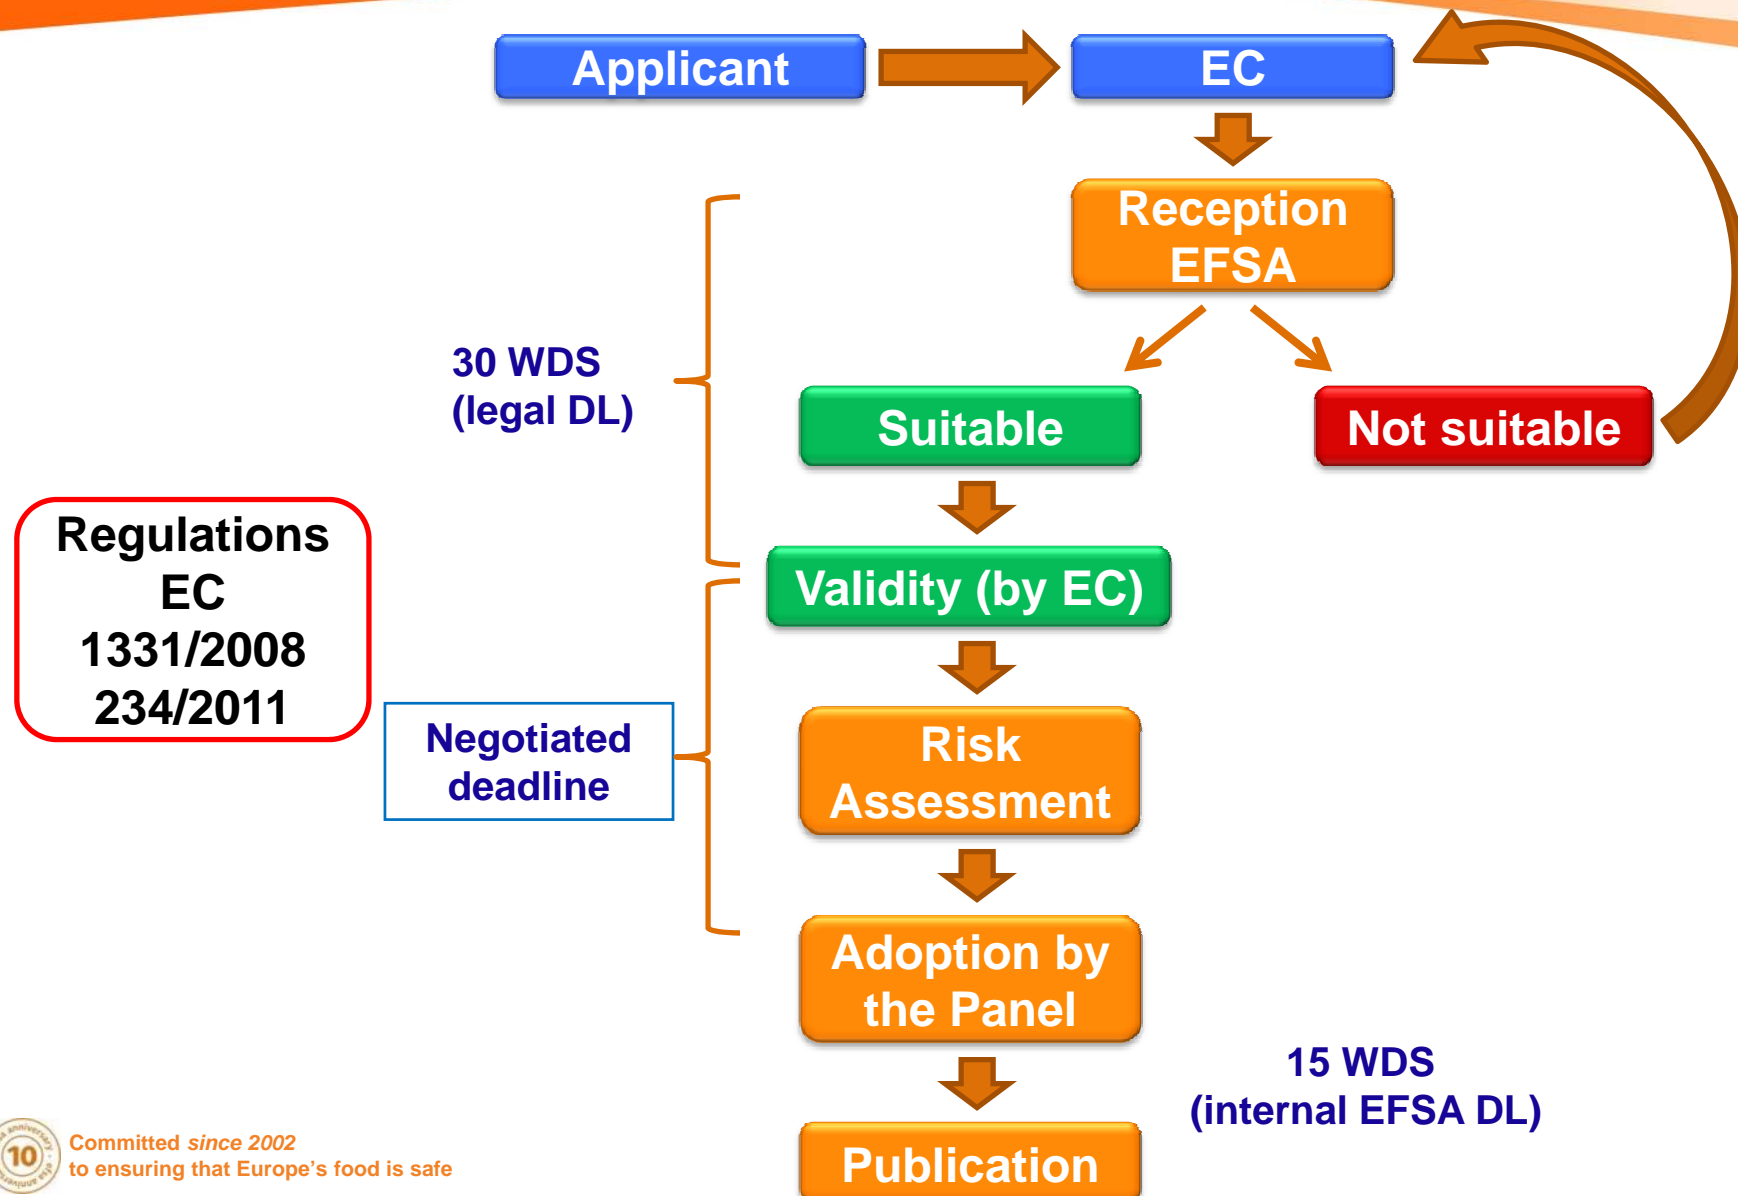 Applicant
EC
Reception
EFSA
30 WDS
(legal DL)
Suitable
Not suitable
Regulations
EC
1331/2008
234/2011
Validity (by EC)
Negotiated
deadline
Risk
Assessment
Adoption by
the Panel
15 WDS
(internal EFSA DL)
Publication
10
Committed since 2002
to ensuring that Europe's food is safe